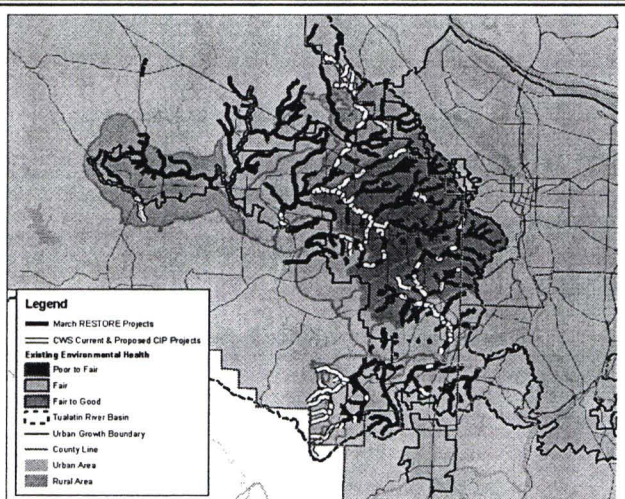 Legend
March RESTORE Projects
CWS Current & Proposed CIP Projects
Existing Environmental Health
Poor to Fair
Fair
Fair to Good
Tualatin River Basin
Urban Growth Boundary
County Line
Urban Area
Rural Area